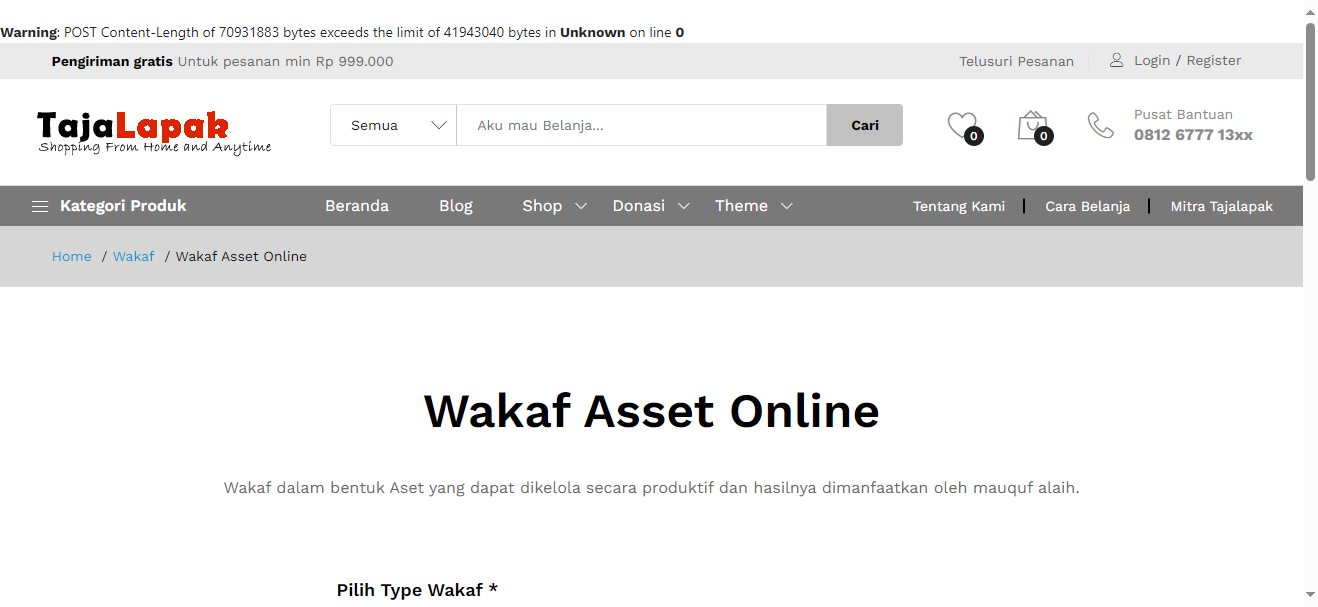 Warning: POST Content-Length of 70931883 bytes exceeds the limit of 41943040 bytes in Unknown on line 0
Pengiriman gratis Untuk pesanan min Rp 999.000
Telusuri Pesanan
Login / Register
TajaLapak
Shopping From Home and Anytime
Semua
Aku mau Belanja...
Cari
0
0
Pusat Bantuan
0812 6777 13xx
Kategori Produk
Beranda
Blog
Shop
Donasi
Theme
Tentang Kami
Cara Belanja
Mitra Tajalapak
Home / Wakaf / Wakaf Asset Online
Wakaf Asset Online
Wakaf dalam bentuk Aset yang dapat dikelola secara produktif dan hasilnya dimanfaatkan oleh mauquf alaih.
Pilih Type Wakaf *